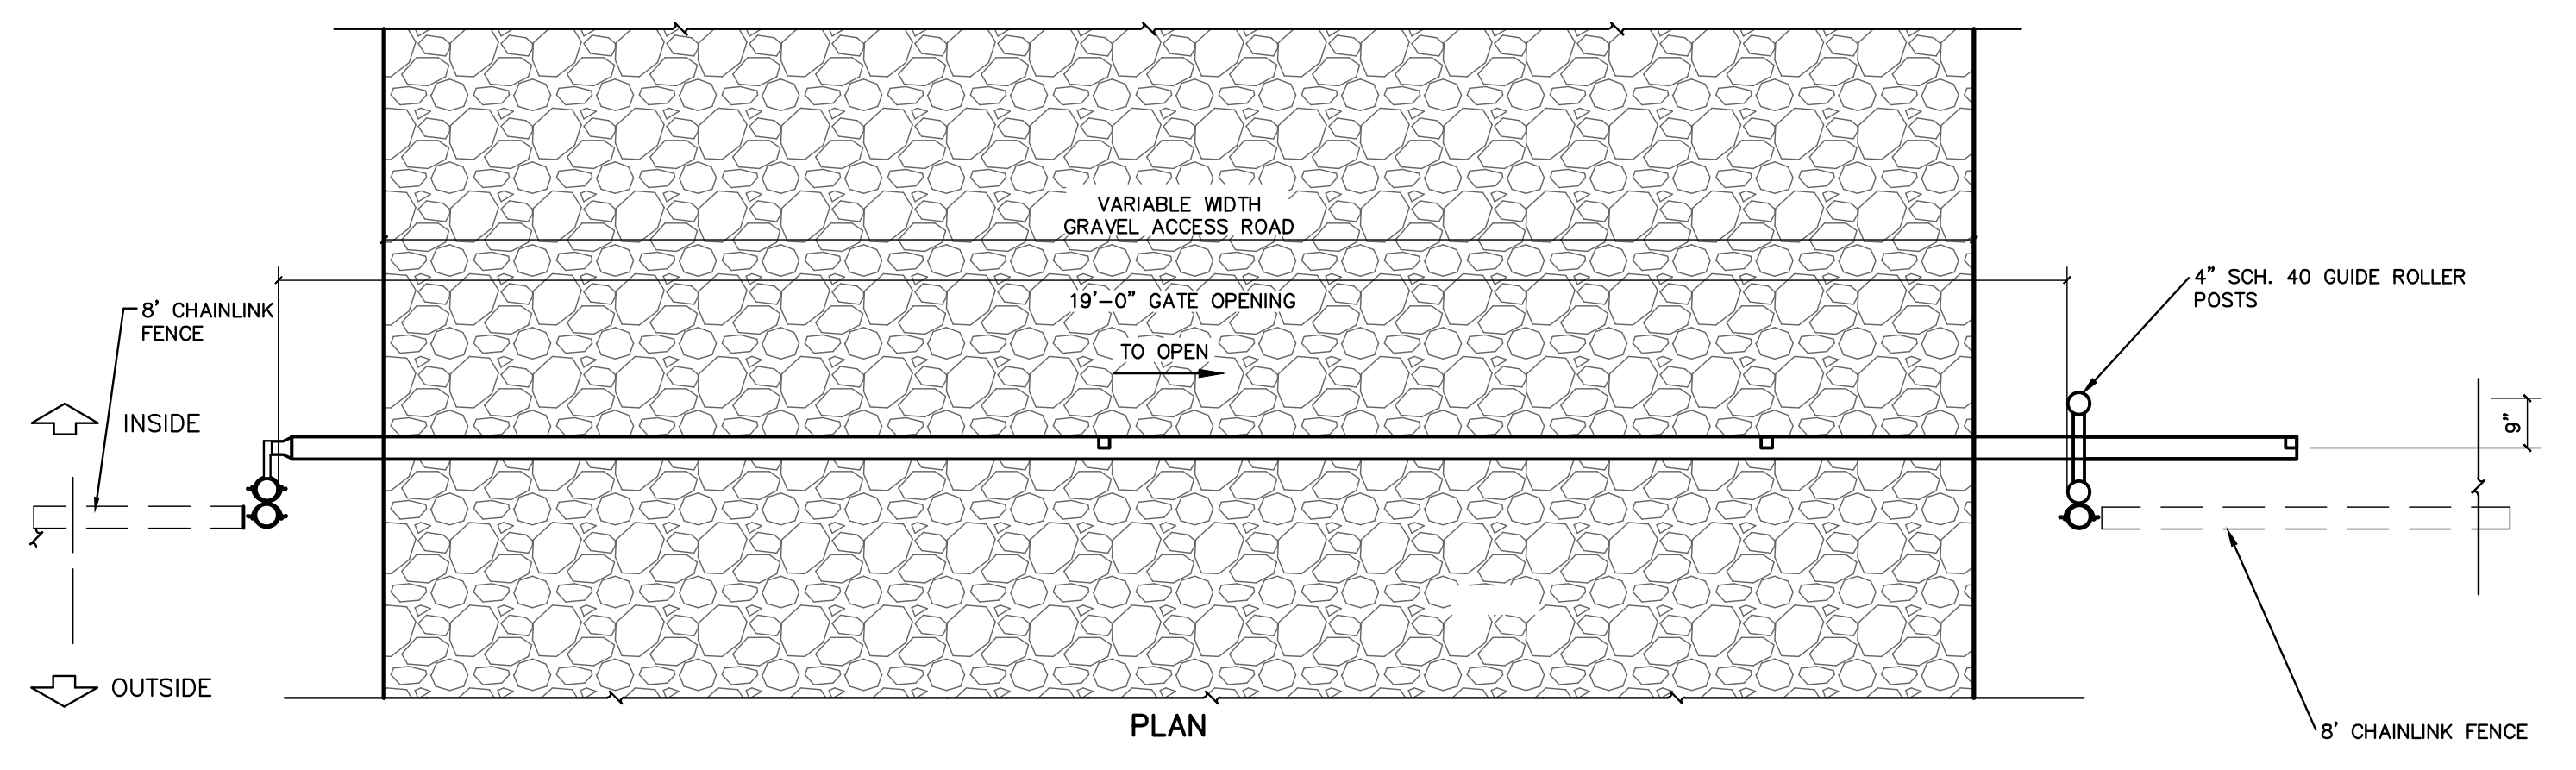 VARIABLE WIDTH
GRAVEL ACCESS ROAD
19'-0" GATE OPENING
TO OPEN
8' CHAINLINK
FENCE
4" SCH. 40 GUIDE ROLLER
POSTS
INSIDE
9"
OUTSIDE
8' CHAINLINK FENCE
PLAN